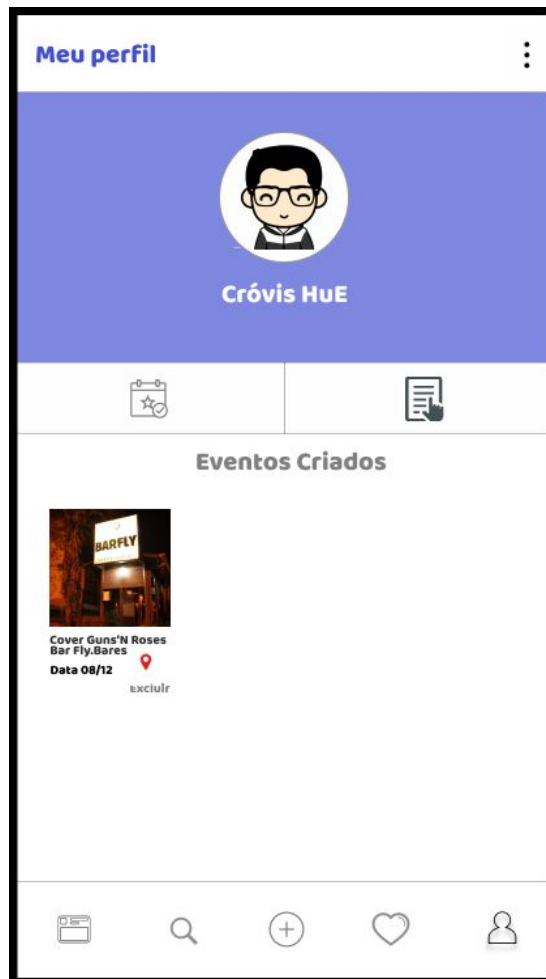 Meu perfil
Cróvis HuE
Eventos Criados
BARFLY
Cover Guns'N Roses
Bar Fly.Bares
Data 08/12
Excluir